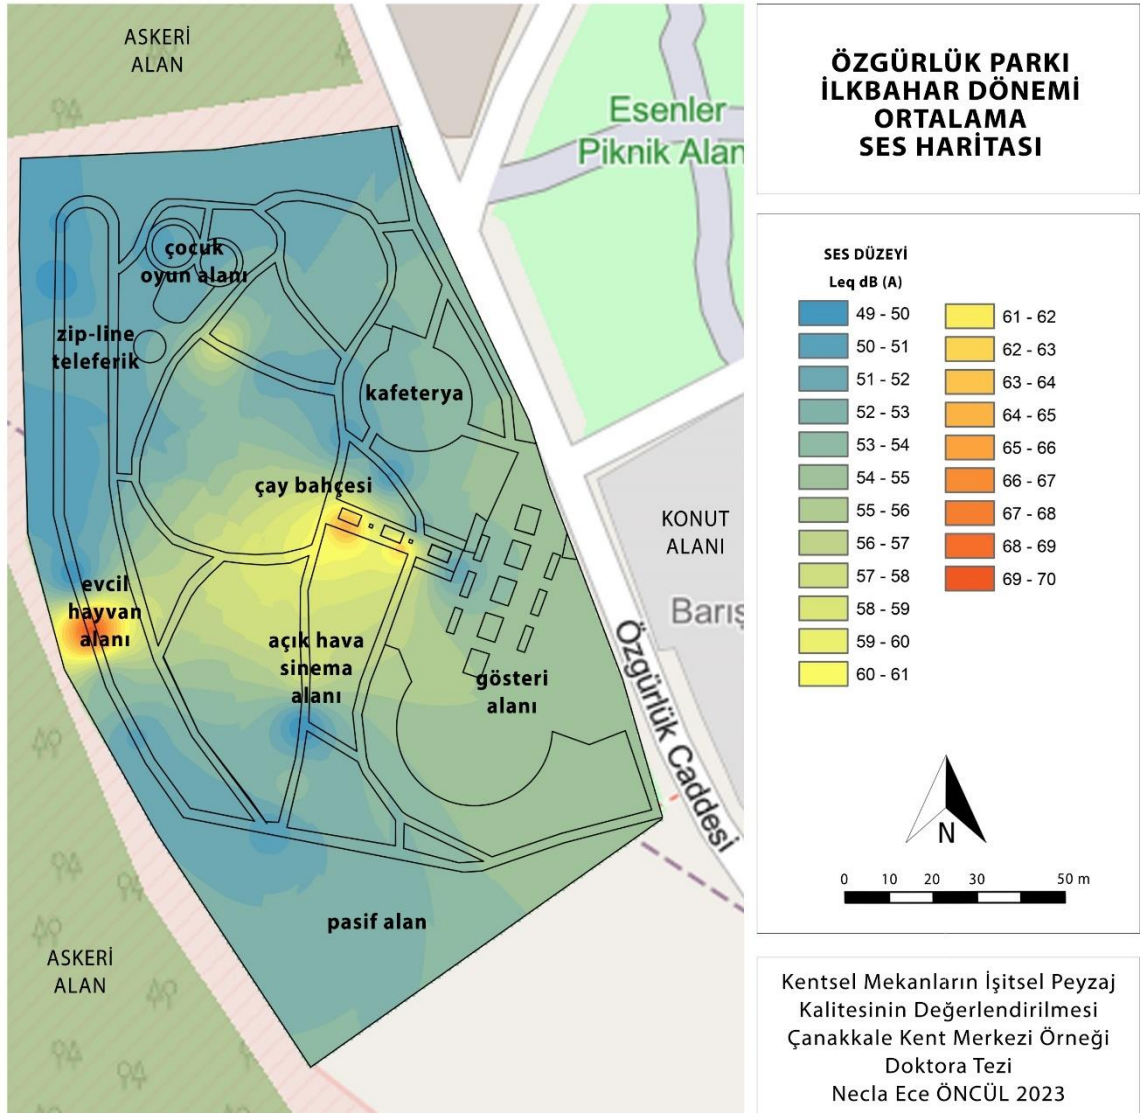 ASKERİ
ALAN
Esenler
Piknik Alan
çocuk
oyun alanı
zip-line
teleferik
kafeterya
çay bahçesi
KONUT
ALANI
Barış
evcil
hayvan
alanı
açık hava
sinema
alanı
gösteri
alanı
Özgürlük Caddesi
pasif alan
ASKERİ
ALAN
ÖZGÜRLÜK PARKI
İLKBAHAR DÖNEMİ
ORTALAMA
SES HARİTASI
SES DÜZEYİ
Leq dB (A)
49 - 50
50 - 51
51 - 52
52 - 53
53 - 54
54 - 55
55 - 56
56 - 57
57 - 58
58 - 59
59 - 60
60 - 61
61 - 62
62 - 63
63 - 64
64 - 65
65 - 66
66 - 67
67 - 68
68 - 69
69 - 70
N
0 10 20 30 50 m
Kentsel Mekanların İşitsel Peyzaj
Kalitesinin Değerlendirilmesi
Çanakkale Kent Merkezi Örneği
Doktora Tezi
Necla Ece ÖNCÜL 2023